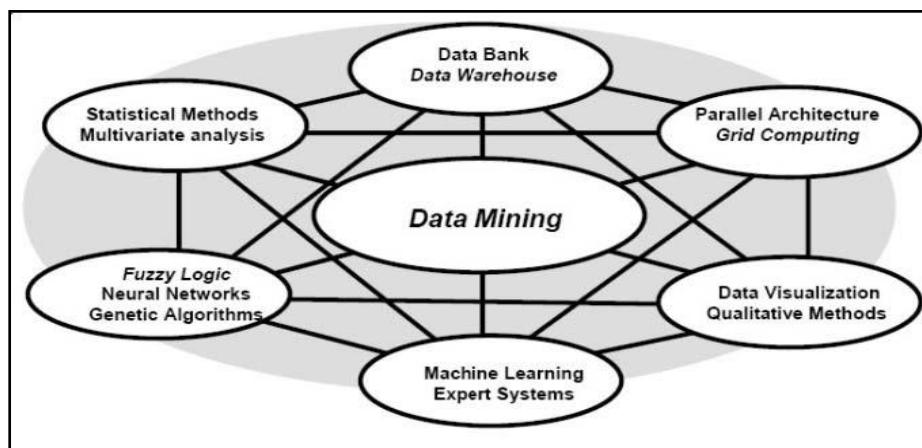 Data Bank
Data Warehouse
Statistical Methods
Multivariate analysis
Parallel Architecture
Grid Computing
Data Mining
Fuzzy Logic
Neural Networks
Genetic Algorithms
Data Visualization
Qualitative Methods
Machine Learning
Expert Systems